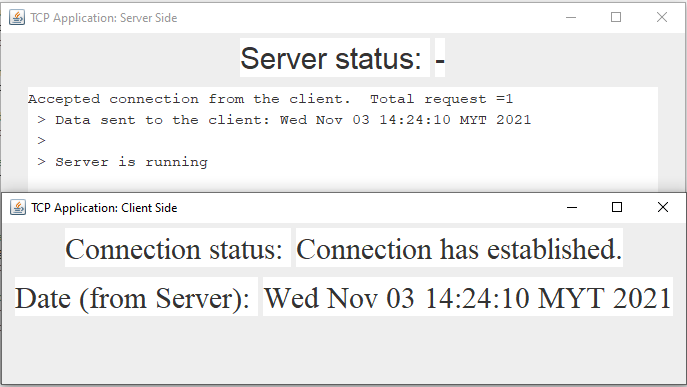 TCP Application: Server Side
Server status: -
Accepted connection from the client.  Total request =1
 > Data sent to the client: Wed Nov 03 14:24:10 MYT 2021
 >
 > Server is running
TCP Application: Client Side
Connection status: Connection has established.
Date (from Server): Wed Nov 03 14:24:10 MYT 2021